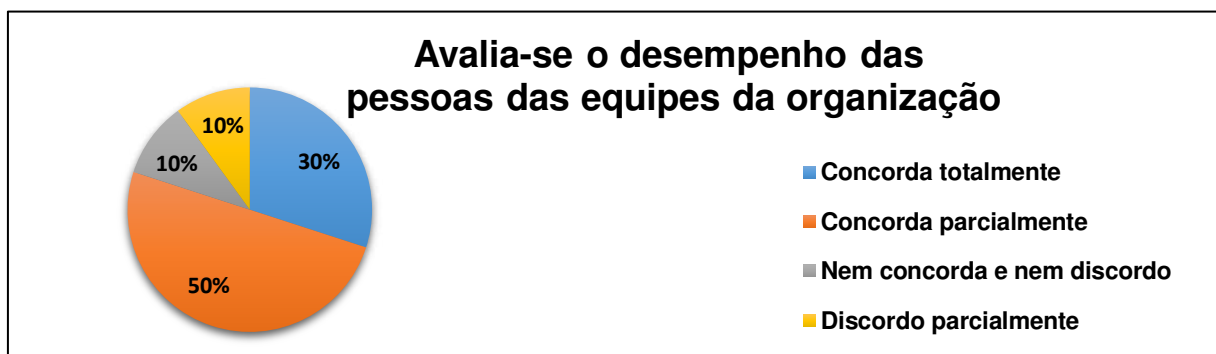 Avalia-se o desempenho das
pessoas das equipes da organização
10%
30%
10%
50%
Concorda totalmente
Concorda parcialmente
Nem concorda e nem discordo
Discordo parcialmente